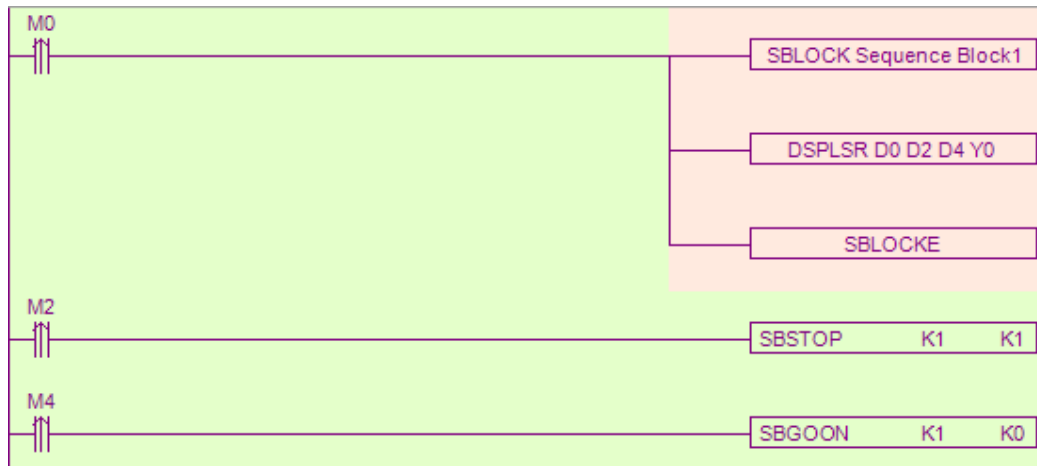 M0
SBLOCK Sequence Block1
DSPLSR D0 D2 D4 Y0
SBLOCKE
M2
SBSTOP K1 K1
M4
SBGOON K1 K0